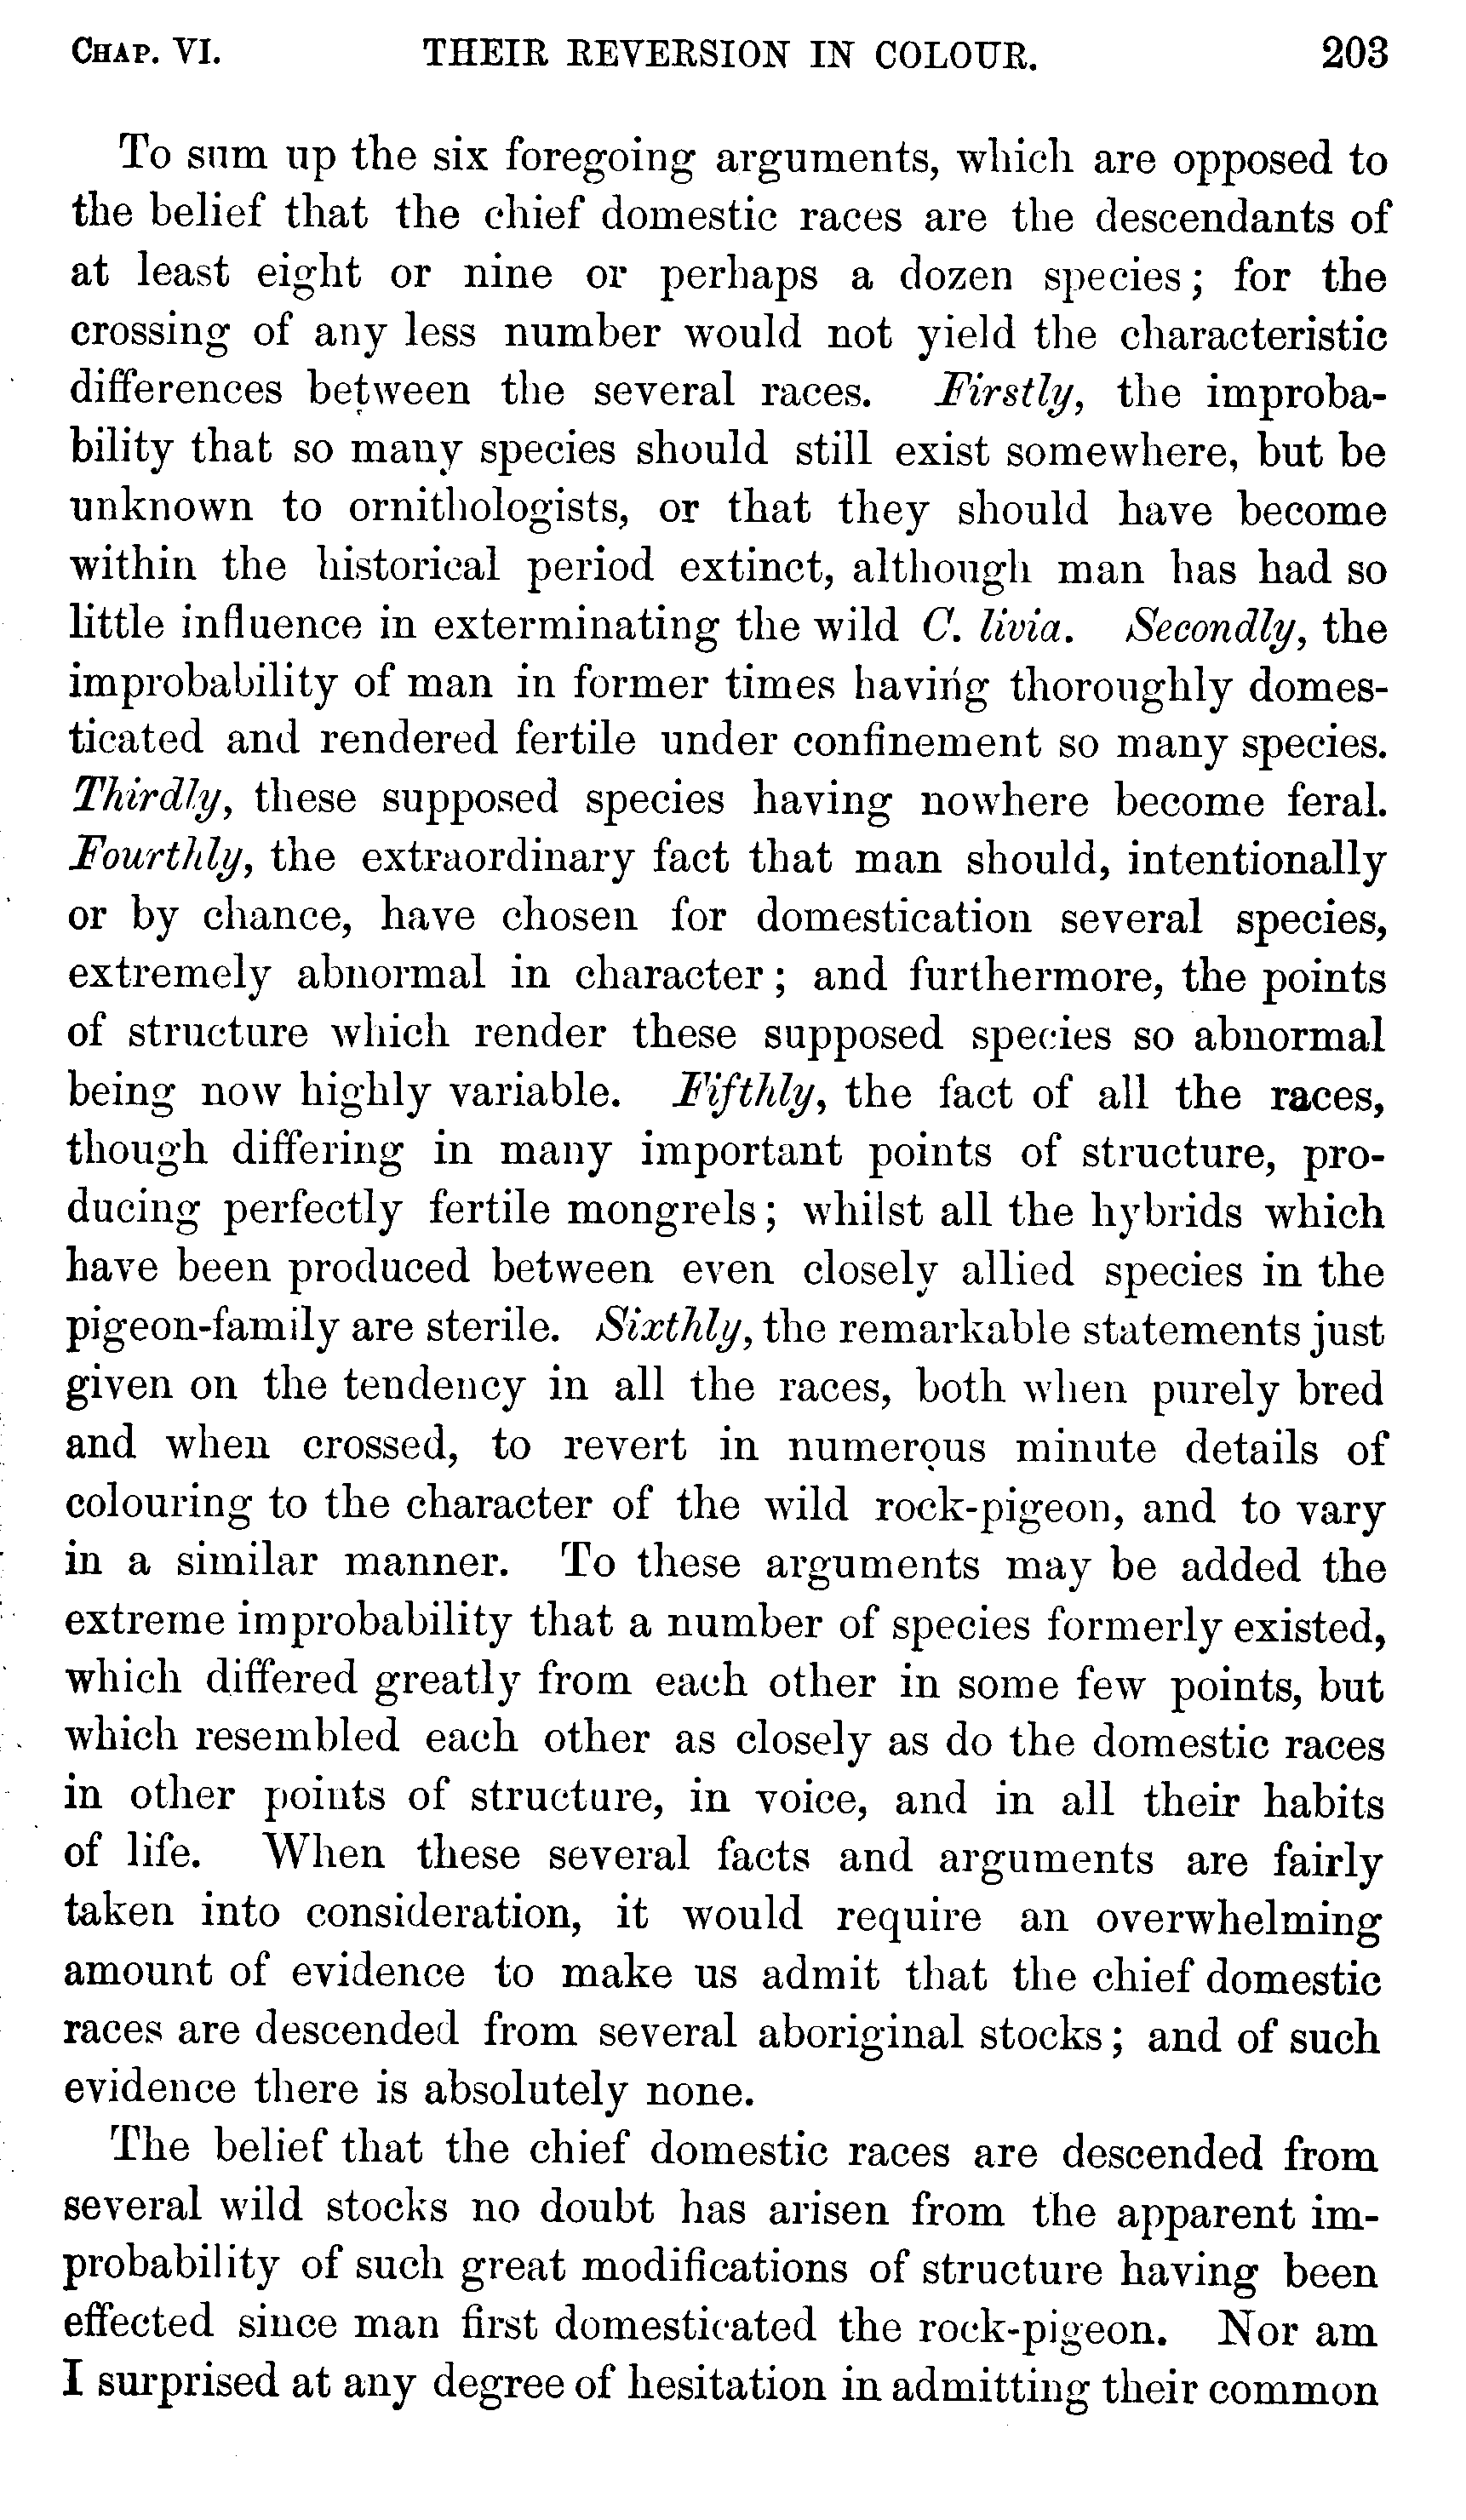 CHAP. VI. THEIR REVERSION IN COLOUR. 203
To sum up the six foregoing arguments, which are opposed to
the belief that the chief domestic races are the descendants of
at least eight or nine or perhaps a dozen species; for the
crossing of any less number would not yield the characteristic
differences between the several races. Firstly, the improba-
bility that so many species should still exist somewhere, but be
unknown to ornithologists, or that they should have become
within the historical period extinct, although man has had so
little influence in exterminating the wild C. livia. Secondly, the
improbability of man in former times having thoroughly domes-
ticated and rendered fertile under confinement so many species.
Thirdly, these supposed species having nowhere become feral.
Fourthly, the extraordinary fact that man should, intentionally
or by chance, have chosen for domestication several species,
extremely abnormal in character; and furthermore, the points
of structure which render these supposed species so abnormal
being now highly variable. Fifthly, the fact of all the races,
though differing in many important points of structure, pro-
ducing perfectly fertile mongrels; whilst all the hybrids which
have been produced between even closely allied species in the
pigeon-family are sterile. Sixthly, the remarkable statements just
given on the tendency in all the races, both when purely bred
and when crossed, to revert in numerous minute details of
colouring to the character of the wild rock-pigeon, and to vary
in a similar manner. To these arguments may be added the
extreme improbability that a number of species formerly existed,
which differed greatly from each other in some few points, but
which resembled each other as closely as do the domestic races
in other points of structure, in voice, and in all their habits
of life. When these several facts and arguments are fairly
taken into consideration, it would require an overwhelming
amount of evidence to make us admit that the chief domestic
races are descended from several aboriginal stocks; and of such
evidence there is absolutely none.
The belief that the chief domestic races are descended from
several wild stocks no doubt has arisen from the apparent im-
probability of such great modifications of structure having been
effected since man first domesticated the rock-pigeon. Nor am
I surprised at any degree of hesitation in admitting their common